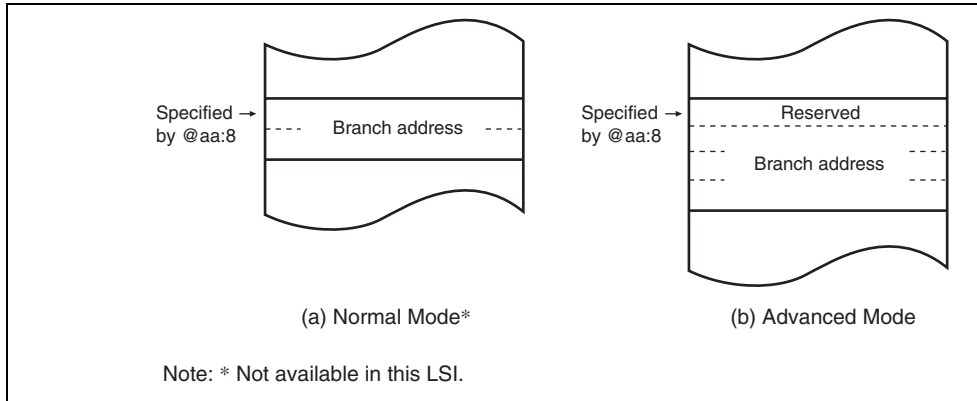 Specified →
by @aa:8
Branch address
(a) Normal Mode*
Specified →
by @aa:8
Reserved
Branch address
(b) Advanced Mode
Note: * Not available in this LSI.